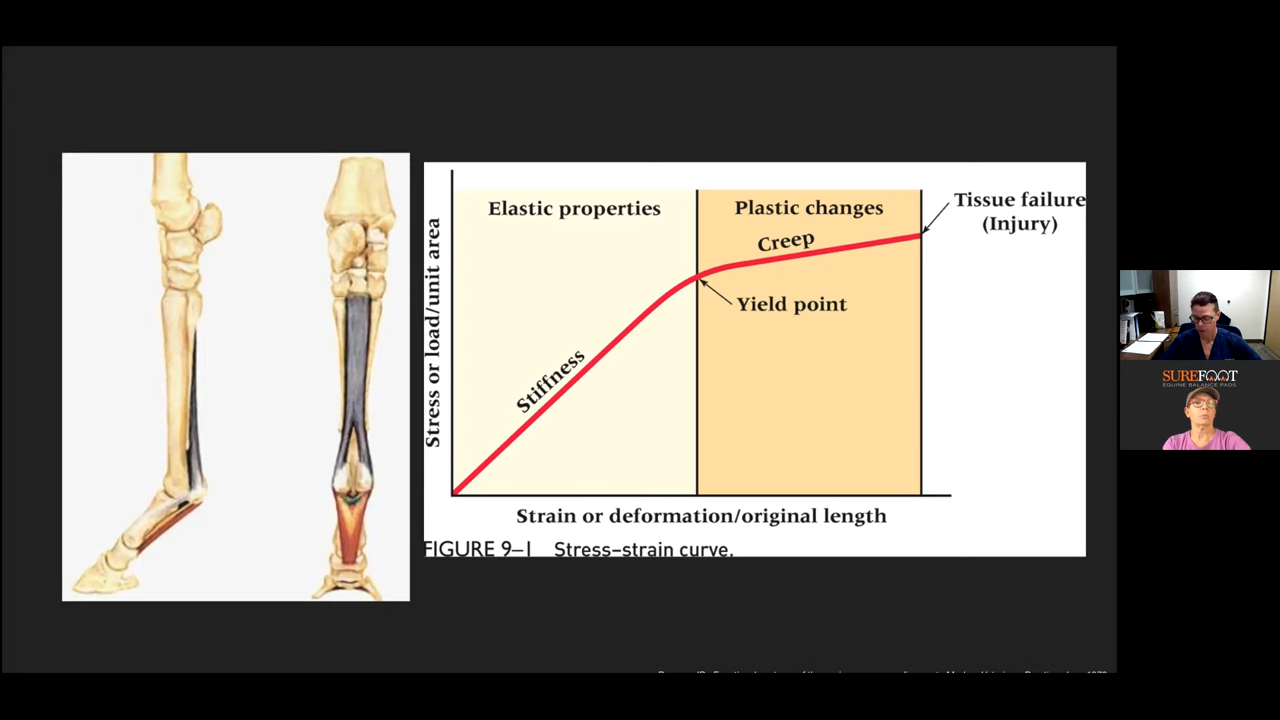 Elastic properties
Plastic changes
Tissue failure
(Injury)
Creep
Yield point
Stiffness
Stress or load/unit area
Strain or deformation/original length
FIGURE 9–1 Stress–strain curve.
SUREFOOT
EQUINE BALANCE PADS